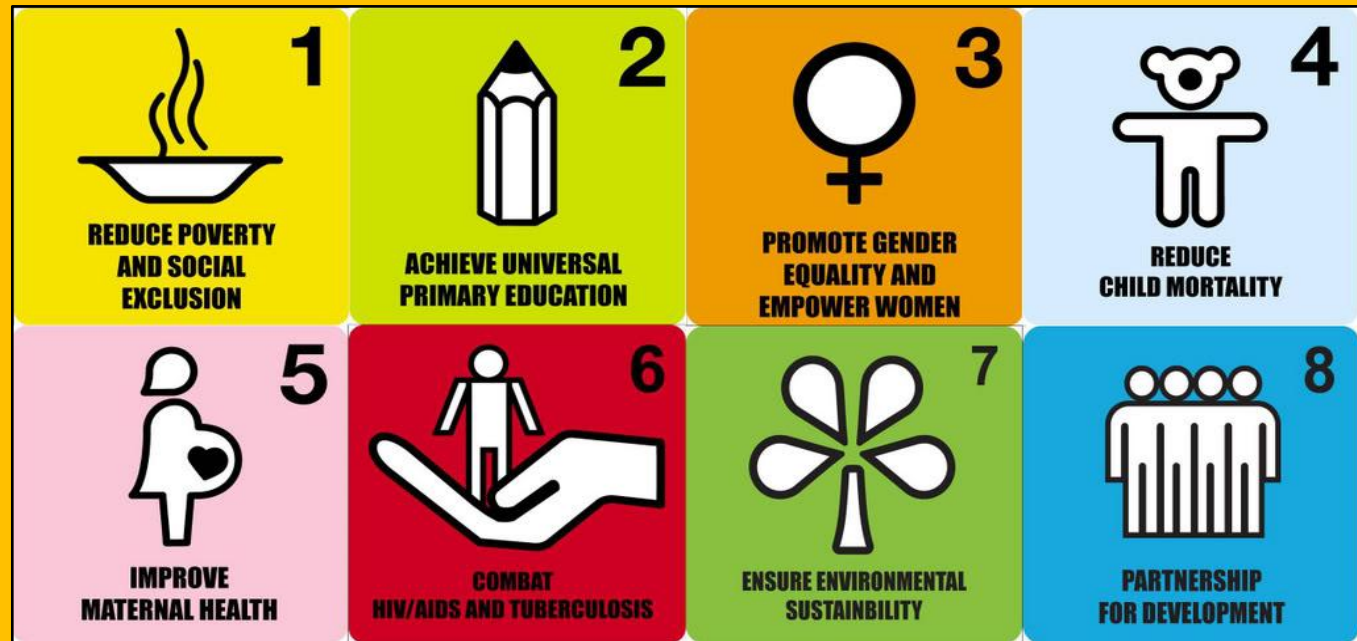 1
REDUCE POVERTY
AND SOCIAL
EXCLUSION
2
ACHIEVE UNIVERSAL
PRIMARY EDUCATION
3
PROMOTE GENDER
EQUALITY AND
EMPOWER WOMEN
4
REDUCE
CHILD MORTALITY
5
IMPROVE
MATERNAL HEALTH
6
COMBAT
HIV/AIDS AND TUBERCULOSIS
7
ENSURE ENVIRONMENTAL
SUSTAINBILITY
8
PARTNERSHIP
FOR DEVELOPMENT